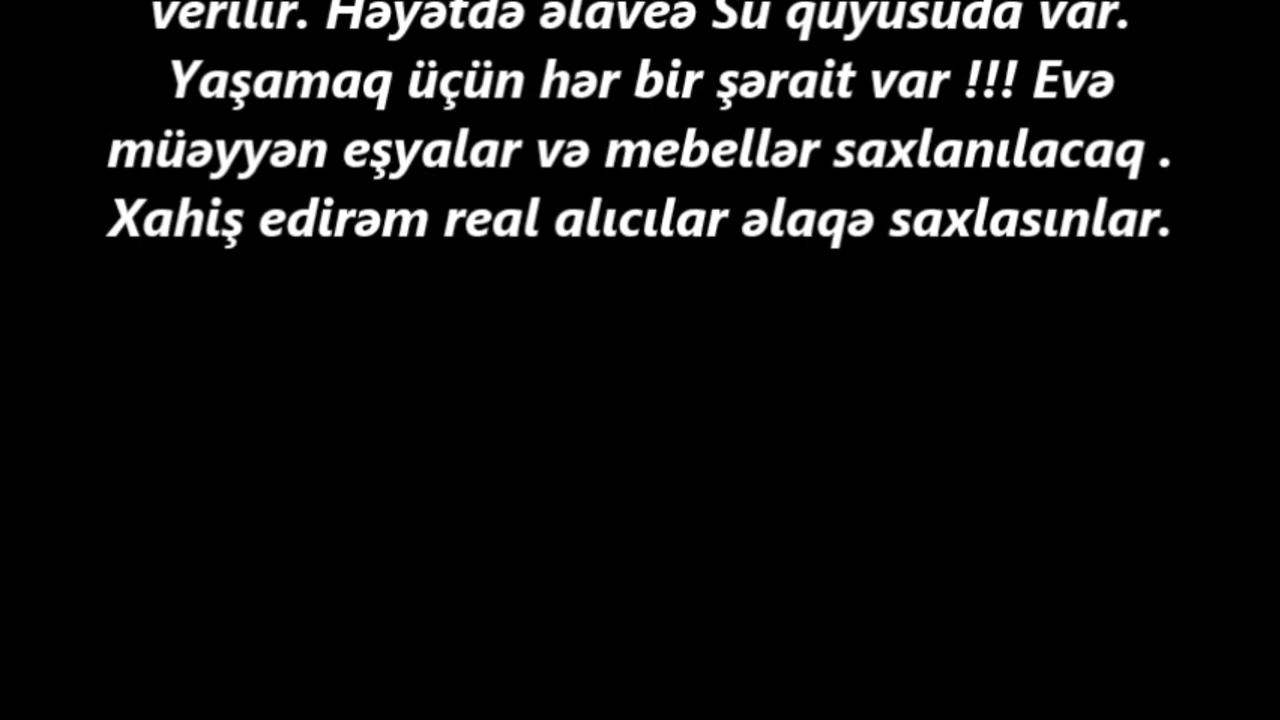 verilir. Həyətdə əlaveə Su quyusuda var.
Yaşamaq üçün hər bir şərait var !!! Evə
müəyyən eşyalar və mebellər saxlanılacaq .
Xahiş edirəm real alıcılar əlaqə saxlasınlar.